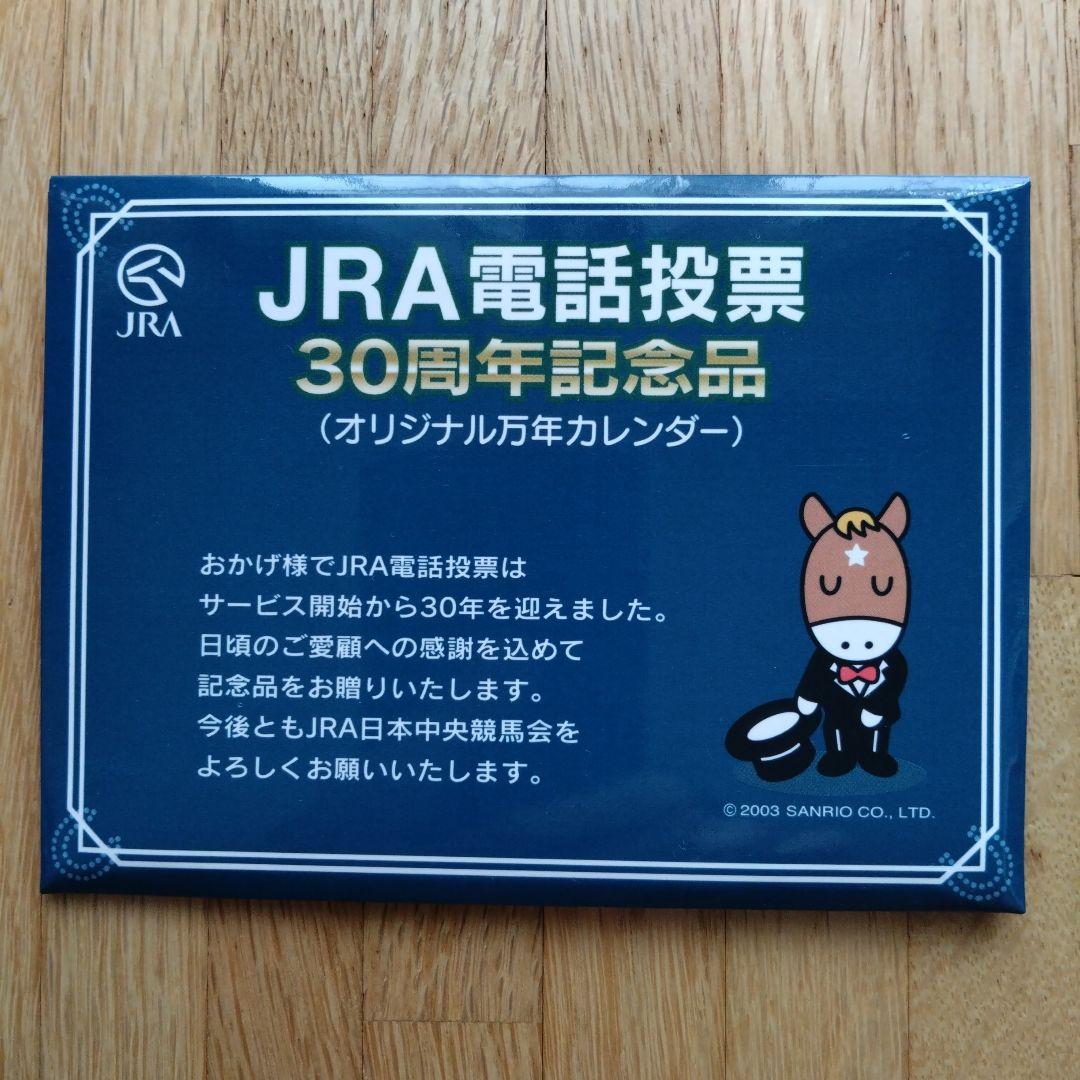 JRA
JRA電話投票
30周年記念品
（オリジナル万年カレンダー）
おかげ様でJRA電話投票は
サービス開始から30年を迎えました。
日頃のご愛顧への感謝を込めて
記念品をお贈りいたします。
今後ともJRA日本中央競馬会を
よろしくお願いいたします。
© 2003 SANRIO CO., LTD.